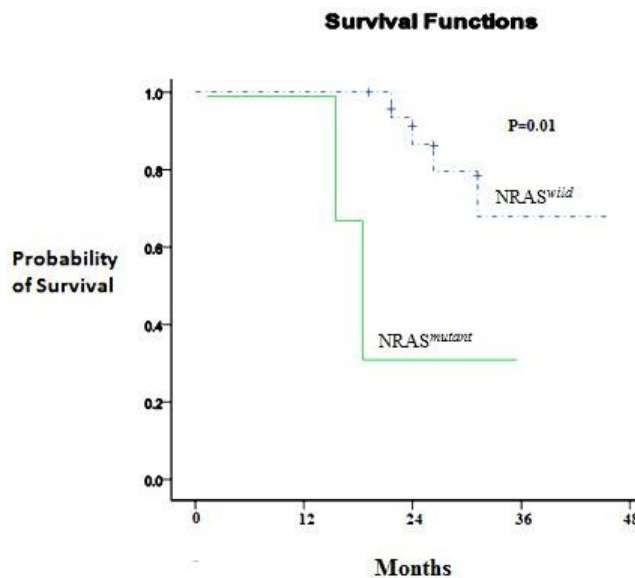 Survival Functions
1.0
0.8
0.6
0.4
0.2
0.0
P=0.01
NRASwild
NRASmutant
Probability
of Survival
0 12 24 36 48
Months